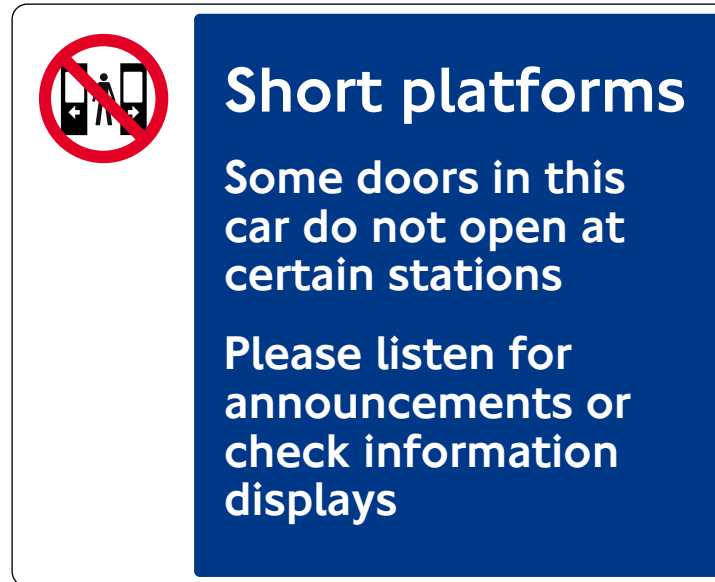 Short platforms
Some doors in this
car do not open at
certain stations
Please listen for
announcements or
check information
displays